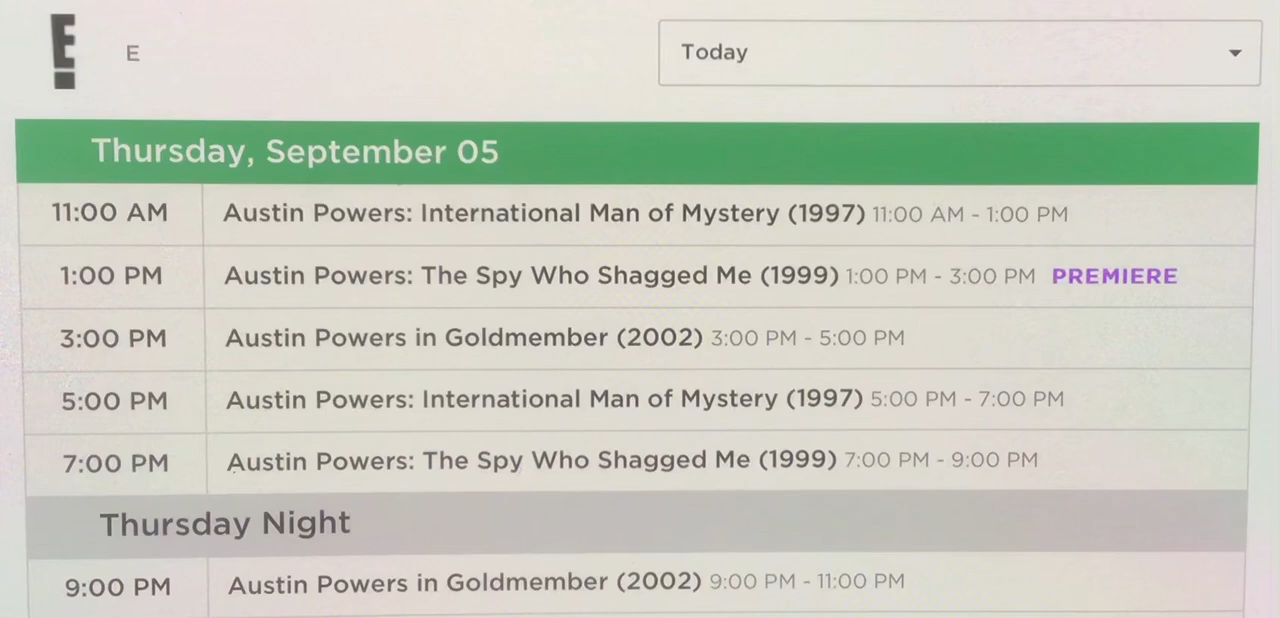 E!
E
Today
Thursday, September 05
11:00 AM Austin Powers: International Man of Mystery (1997) 11:00 AM - 1:00 PM
1:00 PM Austin Powers: The Spy Who Shagged Me (1999) 1:00 PM - 3:00 PM PREMIERE
3:00 PM Austin Powers in Goldmember (2002) 3:00 PM - 5:00 PM
5:00 PM Austin Powers: International Man of Mystery (1997) 5:00 PM - 7:00 PM
7:00 PM Austin Powers: The Spy Who Shagged Me (1999) 7:00 PM - 9:00 PM
Thursday Night
9:00 PM Austin Powers in Goldmember (2002) 9:00 PM - 11:00 PM